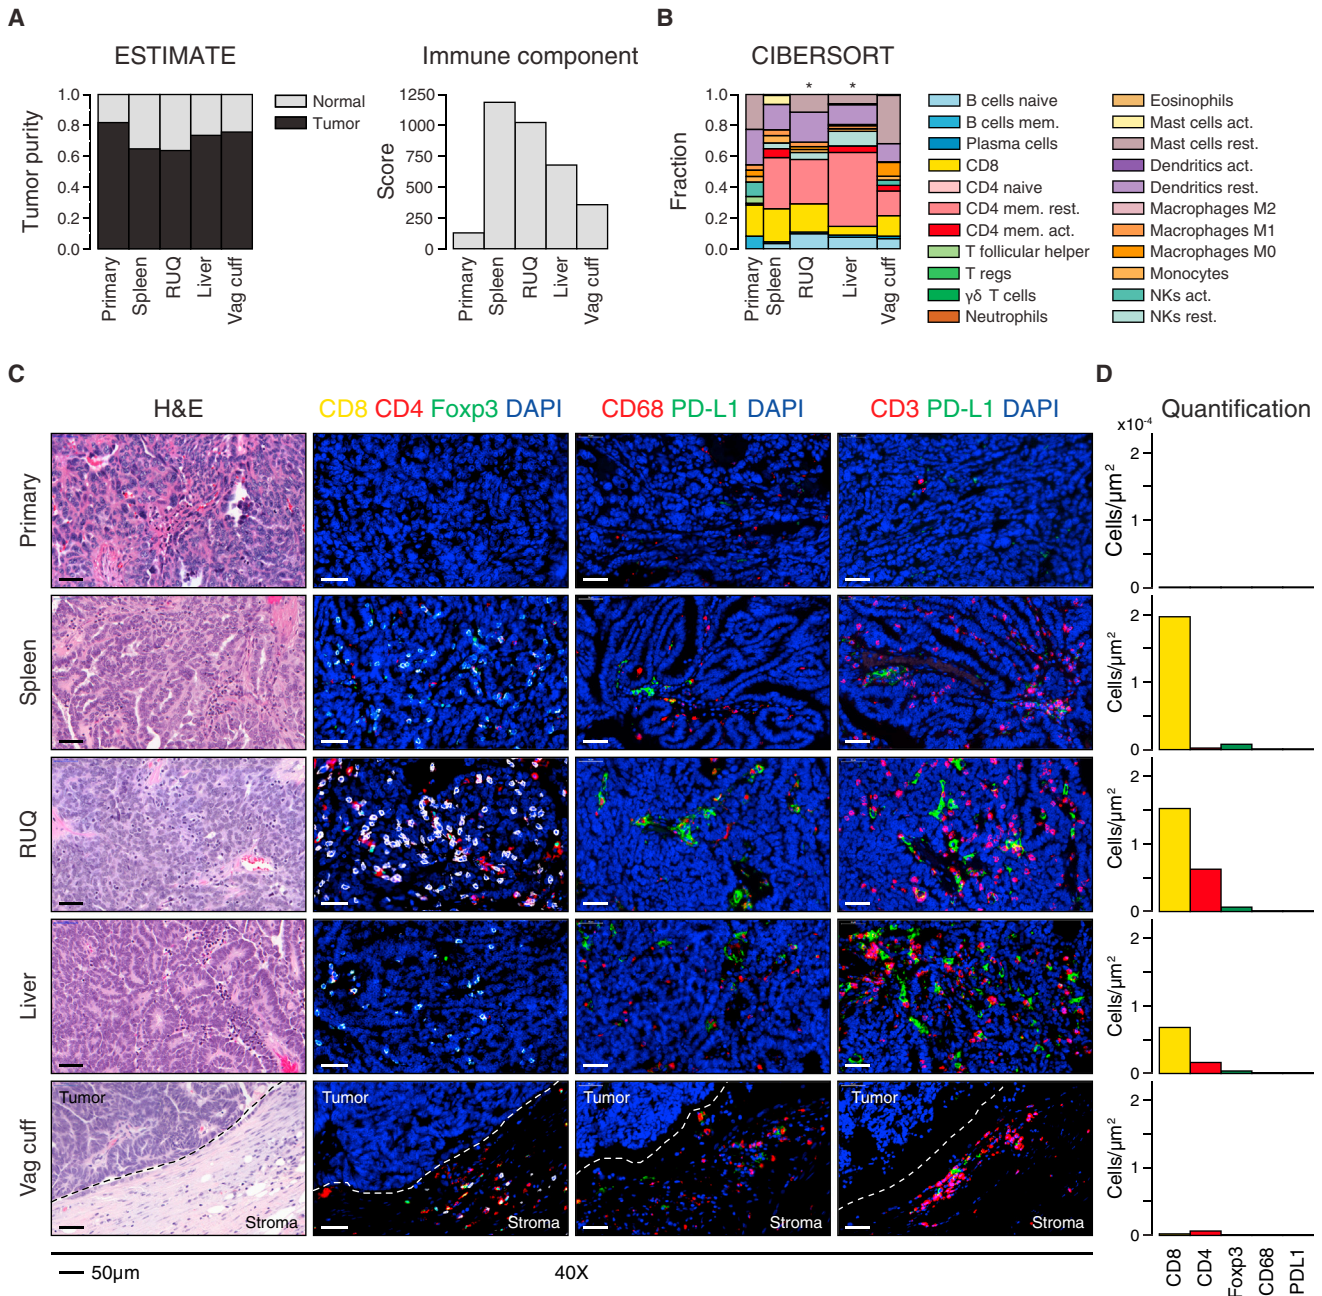 A
B
ESTIMATE
Immune component
CIBERSORT
Tumor purity
1.0
0.8
0.6
0.4
0.2
0.0
Primary
Spleen
RUQ
Liver
Vag cuff
Normal
Tumor
Score
1250
1000
750
500
250
0
Primary
Spleen
RUQ
Liver
Vag cuff
Fraction
1.0
0.8
0.6
0.4
0.2
0.0
* *
Primary
Spleen
RUQ
Liver
Vag cuff
B cells naive
B cells mem.
Plasma cells
CD8
CD4 naive
CD4 mem. rest.
CD4 mem. act.
T follicular helper
T regs
γδ T cells
Neutrophils
Eosinophils
Mast cells act.
Mast cells rest.
Dendritics act.
Dendritics rest.
Macrophages M2
Macrophages M1
Macrophages M0
Monocytes
NKs act.
NKs rest.
C
D
H&E
CD8 CD4 Foxp3 DAPI
CD68 PD-L1 DAPI
CD3 PD-L1 DAPI
Quantification
x10⁻⁴
Primary
Cells/µm²
2
1
0
Spleen
Cells/µm²
2
1
0
RUQ
Cells/µm²
2
1
0
Liver
Cells/µm²
2
1
0
Vag cuff
Tumor
Stroma
Tumor
Stroma
Tumor
Stroma
Tumor
Stroma
Cells/µm²
2
1
0
CD8
CD4
Foxp3
CD68
PDL1
50µm
40X